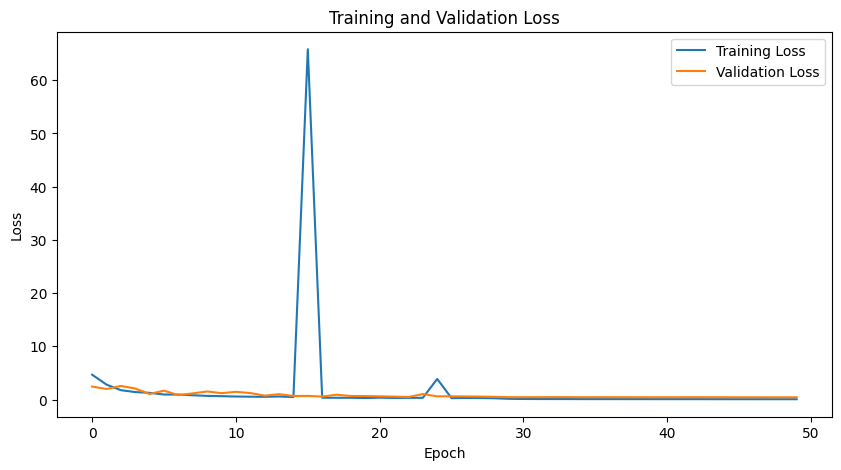 Training and Validation Loss
Training Loss
Validation Loss
60
50
40
30
20
10
0
Loss
0 10 20 30 40 50
Epoch